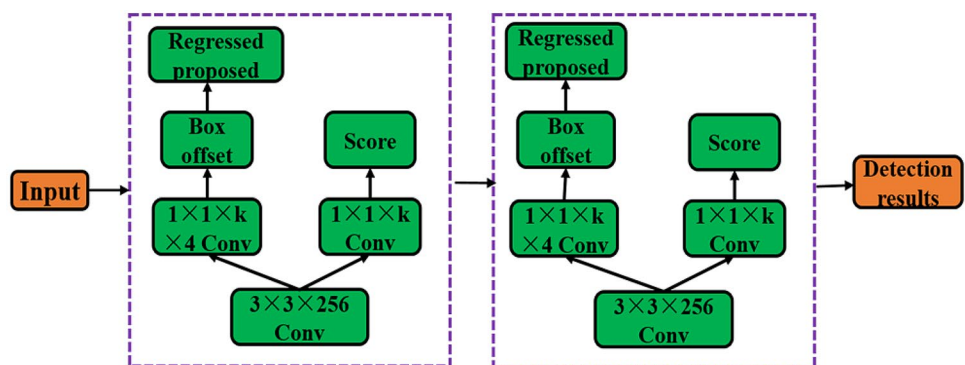 Input
Regressed
proposed
Box
offset
Score
1×1×k
×4 Conv
1×1×k
Conv
3×3×256
Conv
Regressed
proposed
Box
offset
Score
1×1×k
×4 Conv
1×1×k
Conv
3×3×256
Conv
Detection
results